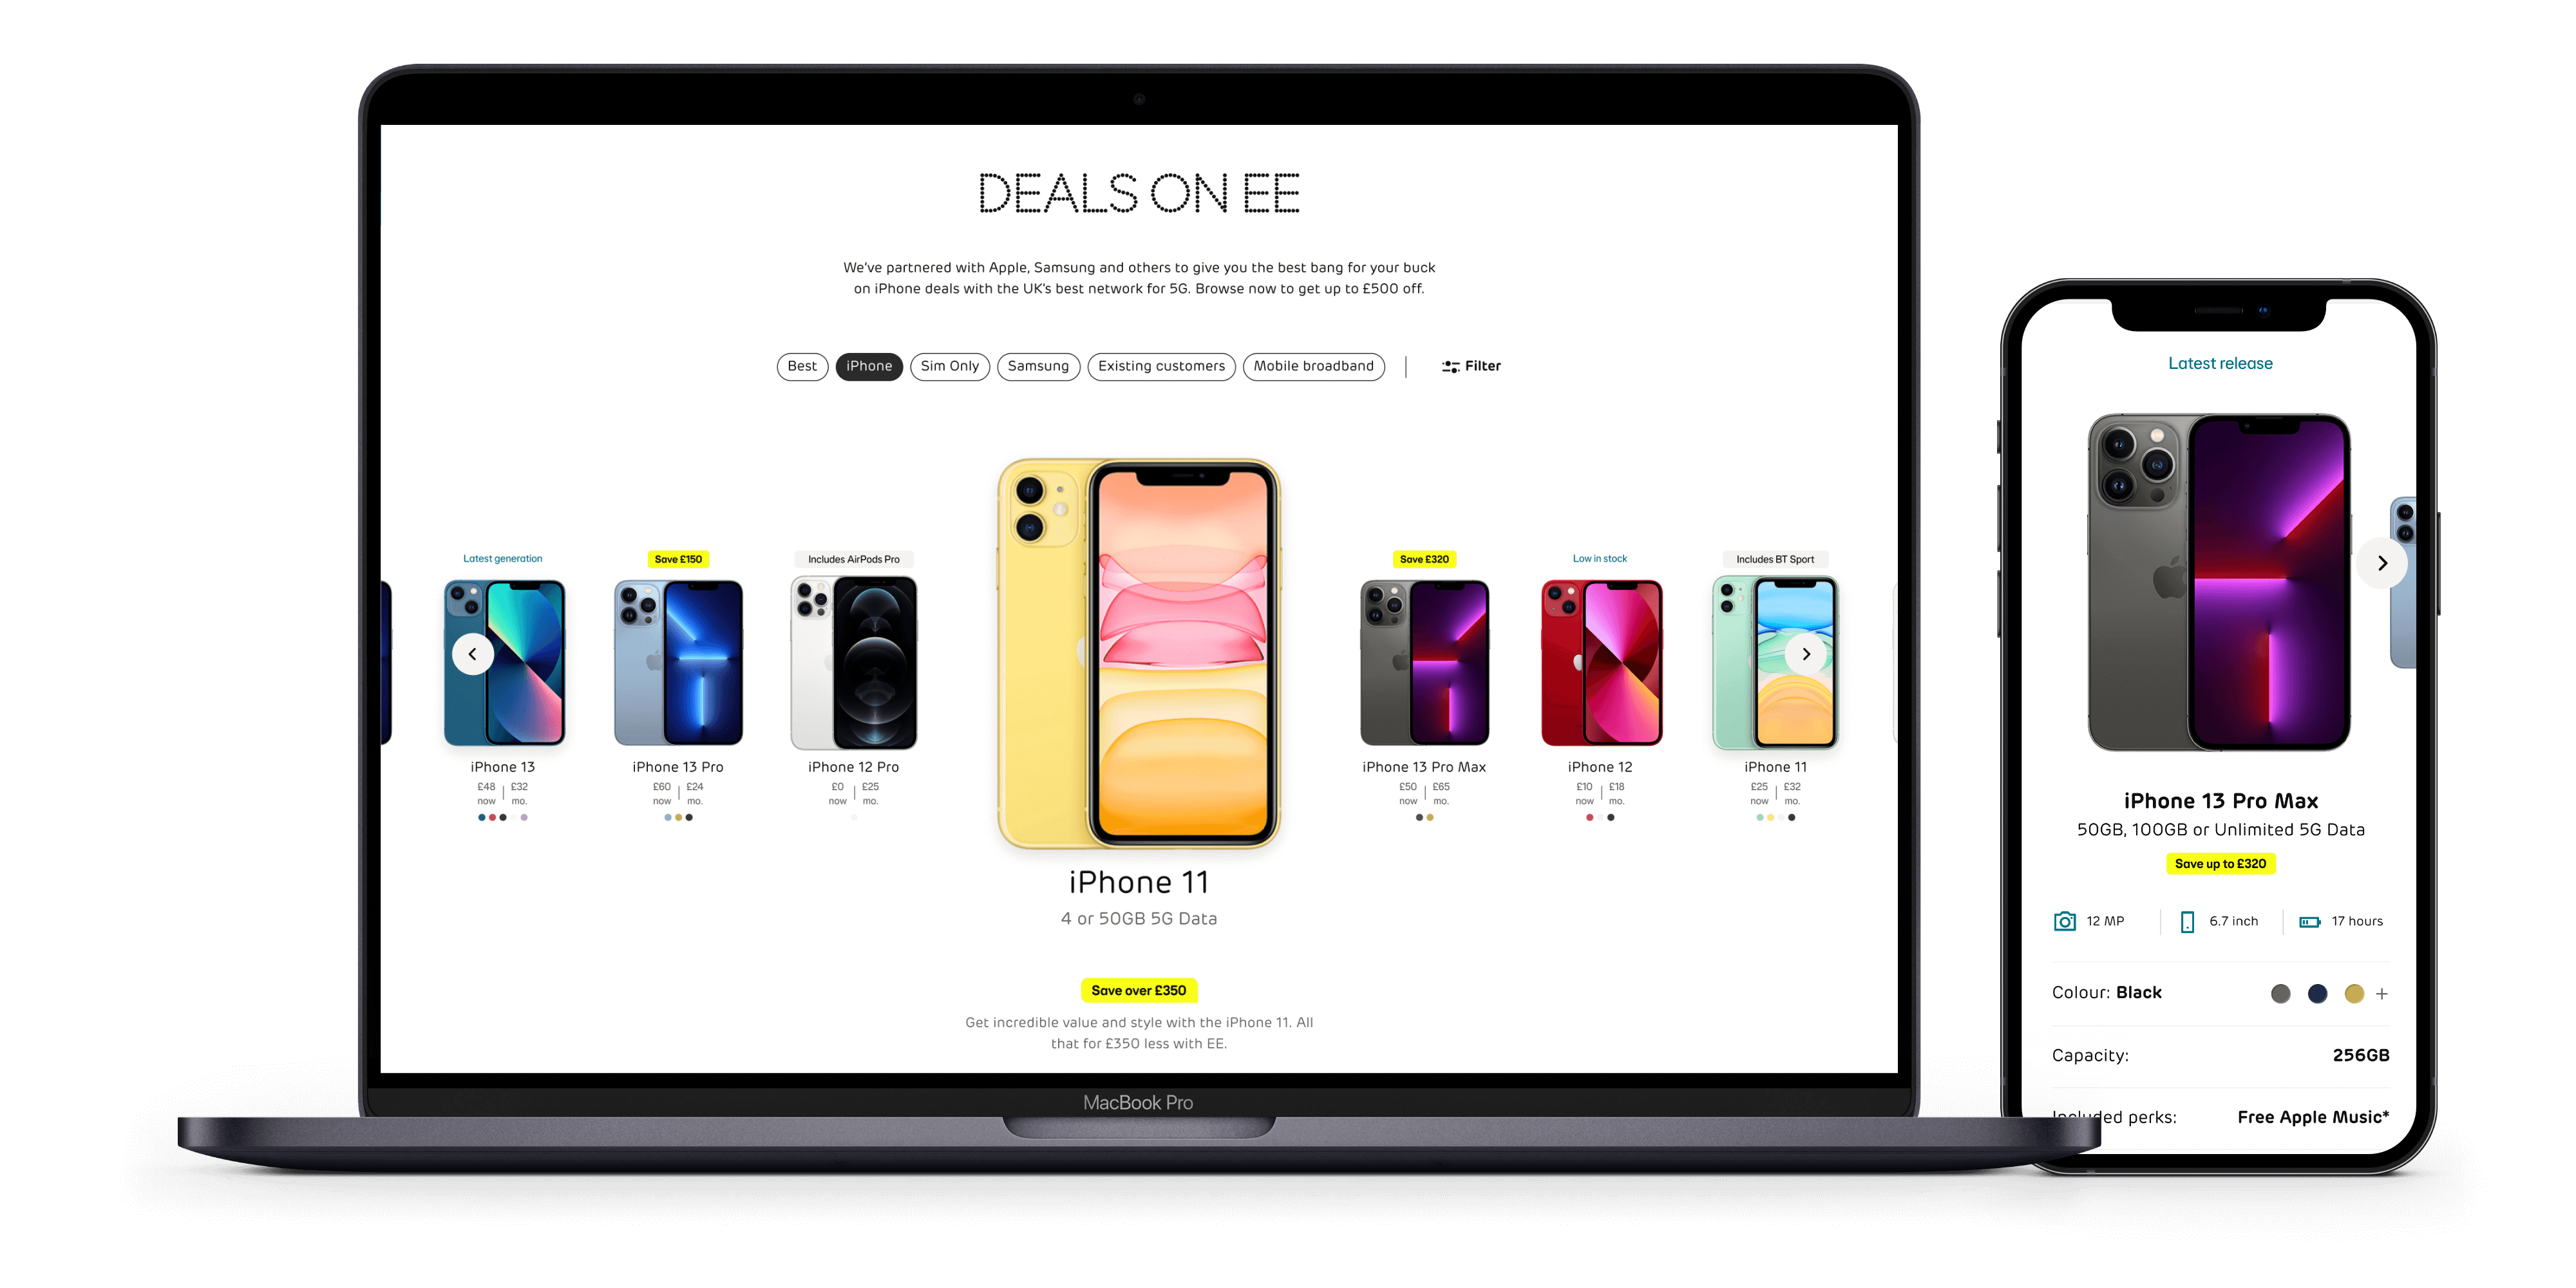 DEALS ON EE
We've partnered with Apple, Samsung and others to give you the best bang for your buck
on iPhone deals with the UK's best network for 5G. Browse now to get up to £500 off.
Best iPhone Sim Only Samsung Existing customers Mobile broadband Filter
Latest generation
iPhone 13
£48 £32
now mo.
Save £150
iPhone 13 Pro
£60 £24
now mo.
Includes AirPods Pro
iPhone 12 Pro
£0 £25
now mo.
iPhone 11
4 or 50GB 5G Data
Save over £350
Get incredible value and style with the iPhone 11. All
that for £350 less with EE.
Save £320
iPhone 13 Pro Max
£50 £65
now mo.
Low in stock
iPhone 12
£10 £18
now mo.
Includes BT Sport
iPhone 11
£25 £32
now mo.
MacBook Pro
Latest release
iPhone 13 Pro Max
50GB, 100GB or Unlimited 5G Data
Save up to £320
12 MP 6.7 inch 17 hours
Colour: Black
Capacity: 256GB
perks: Free Apple Music*